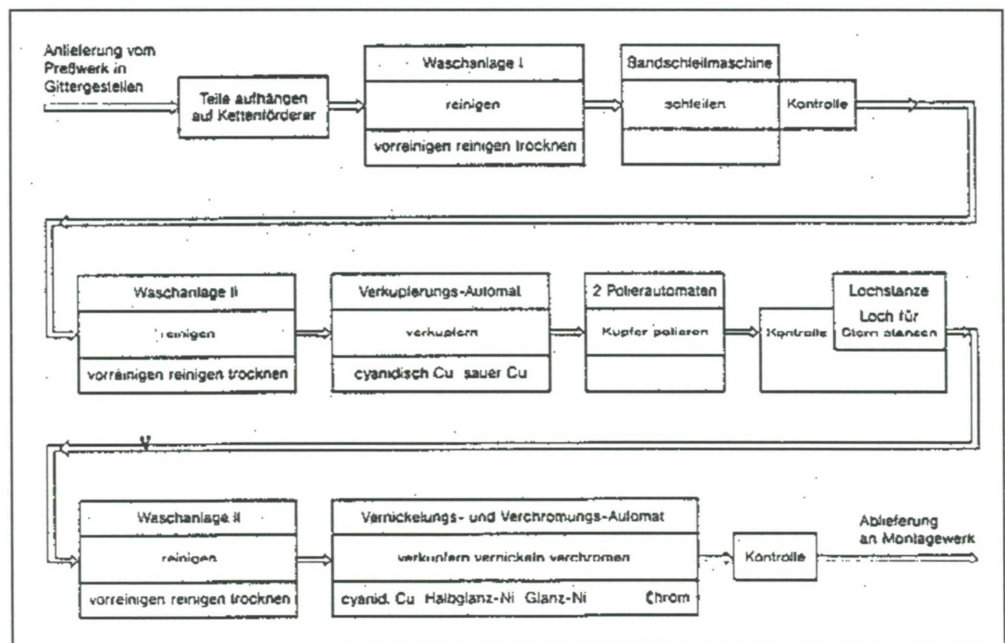 Antlieferung vom
Preßwerk in
Gittergestellen
Teile aufhängen
auf Kettenförderer
Waschanlage I
reinigen
vorreinigen reinigen trocknen
Bandschleifmaschine
schleifen
Kontrolle
Waschanlage II
reinigen
vorreinigen reinigen trocknen
Verkupferungs-Automat
verkupfern
cyanidisch Cu sauer Cu
2 Polierautomaten
Kupfer polieren
Kontrolle
Lochstanze
Loch für
Stern stanzen
Waschanlage II
reinigen
vorreinigen reinigen trocknen
Vernickelungs- und Verchromungs-Automat
verkupfern vernickeln verchromen
cyanid. Cu Halbglanz-Ni Glanz-Ni Chrom
Kontrolle
Ablieferung
an Montagewerk